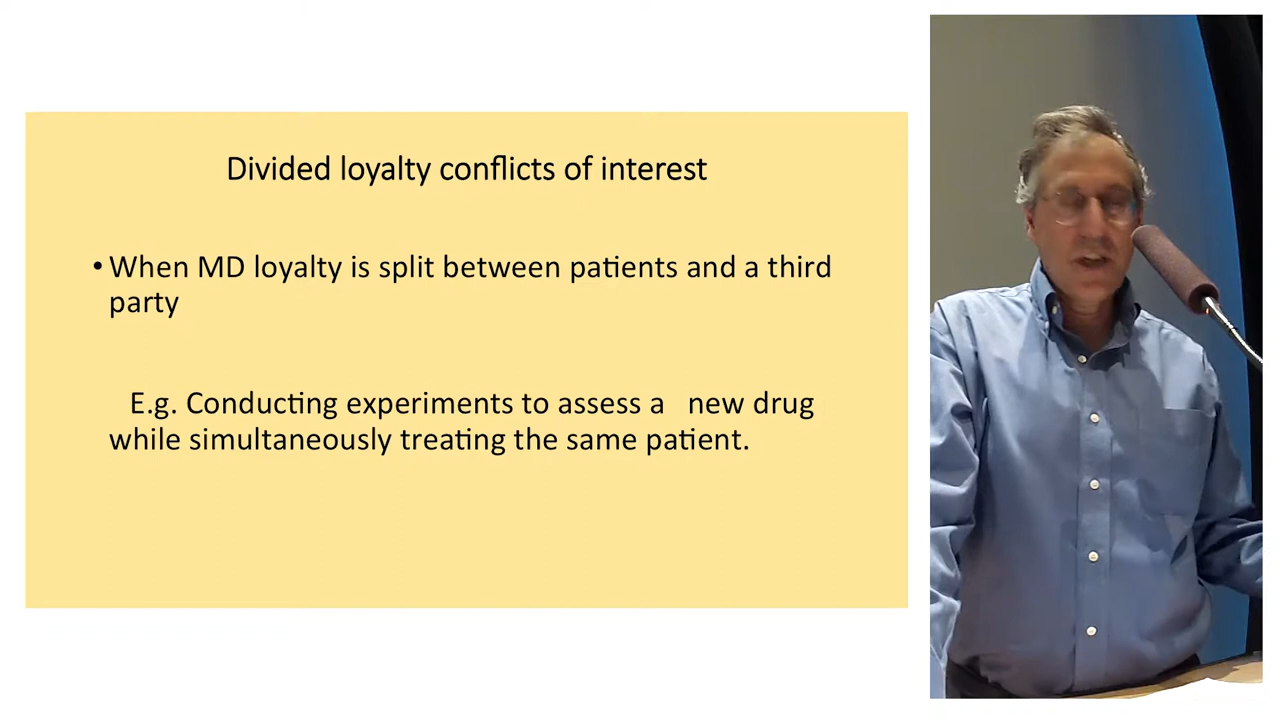 Divided loyalty conflicts of interest
• When MD loyalty is split between patients and a third
party
E.g. Conducting experiments to assess a   new drug
while simultaneously treating the same patient.